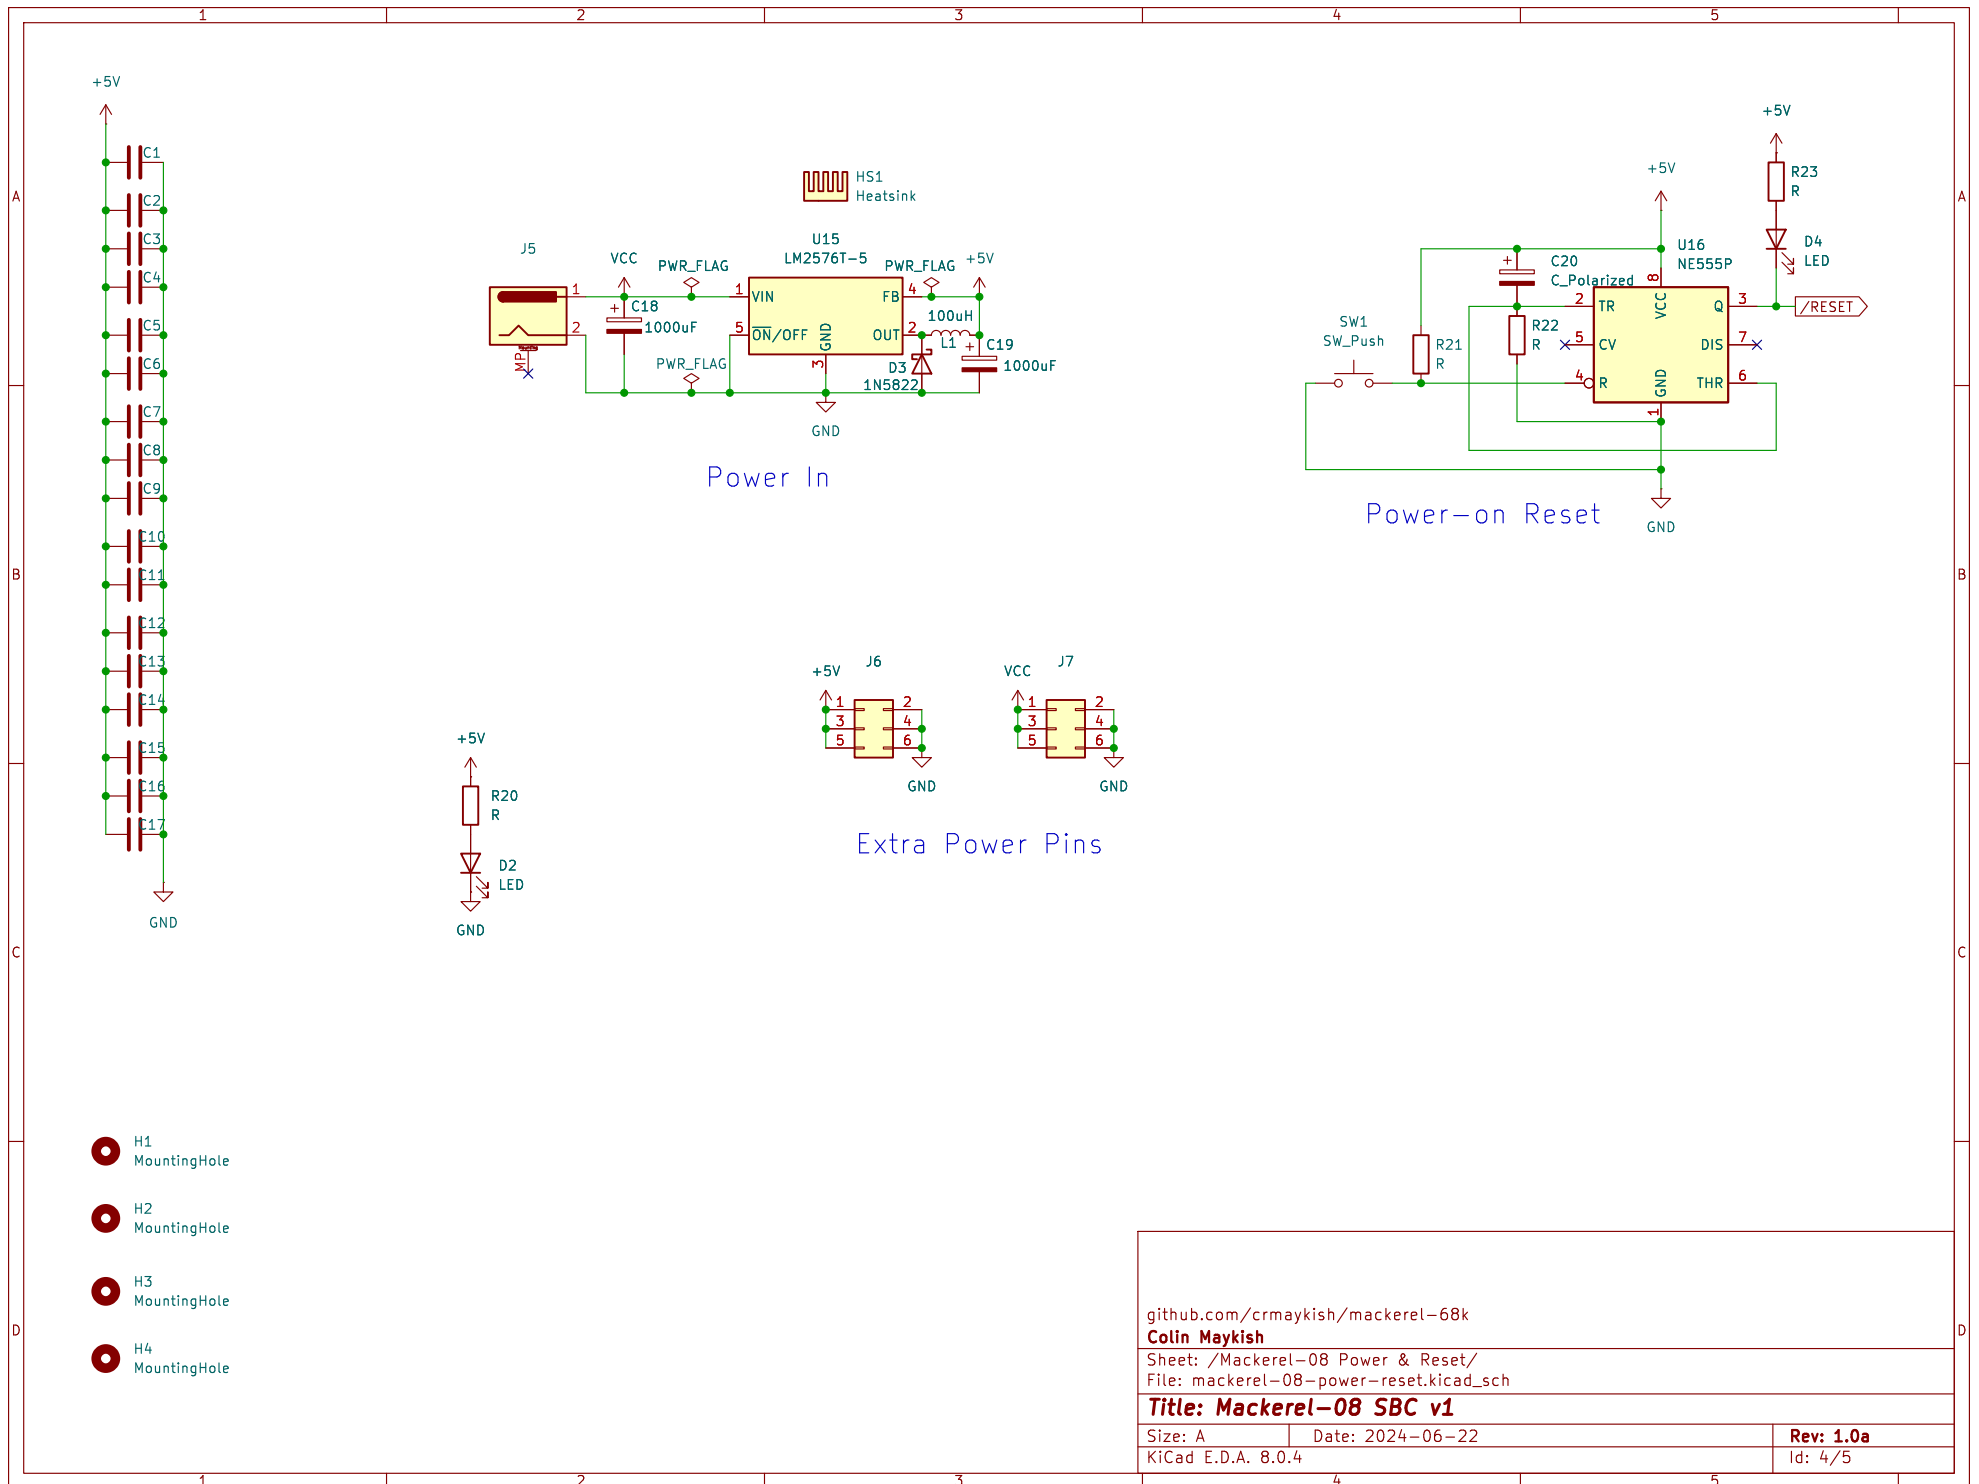 1 2 3 4 5
A
B
C
D
A
B
C
D
+5V
C1
C2
C3
C4
C5
C6
C7
C8
C9
C10
C11
C12
C13
C14
C15
C16
C17
GND
HS1
Heatsink
J5
1
2
MP
VCC
C18
+
1000uF
PWR_FLAG
PWR_FLAG
U15
LM2576T-5
1 VIN
5 ON/OFF
GND
3
FB 4
OUT 2
PWR_FLAG
+5V
100uH
L1
D3
1N5822
+
C19
1000uF
GND
Power In
+5V
+5V
R23
R
D4
LED
U16
NE555P
C20
C_Polarized
+
8
VCC
2 TR
5 CV
4 R
GND
1
Q 3
DIS 7
THR 6
/RESET
R22
R
R21
R
SW1
SW_Push
GND
Power-on Reset
+5V
J6
1 2
3 4
5 6
GND
VCC
J7
1 2
3 4
5 6
GND
Extra Power Pins
+5V
R20
R
D2
LED
GND
H1
MountingHole
H2
MountingHole
H3
MountingHole
H4
MountingHole
github.com/crmaykish/mackerel-68k
Colin Maykish
Sheet: /Mackerel-08 Power & Reset/
File: mackerel-08-power-reset.kicad_sch
Title: Mackerel-08 SBC v1
Size: A Date: 2024-06-22 Rev: 1.0a
KiCad E.D.A. 8.0.4 Id: 4/5
1 2 3 4 5